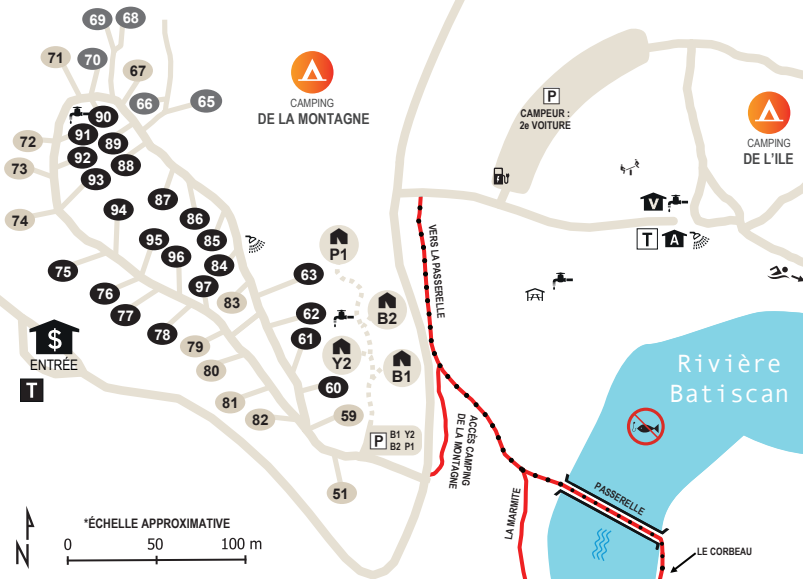 69
68
71
70
67
66
65
90
91
89
72
92
88
73
93
87
74
94
86
95
85
96
84
75
76
97
83
77
78
79
80
81
82
63
62
61
60
59
51
CAMPING
DE LA MONTAGNE
P
CAMPEUR :
2e VOITURE
CAMPING
DE L'ILE
V
T
A
P1
B2
Y2
B1
P
B1 Y2
B2 P1
$
ENTRÉE
T
VERS LA PASSERELLE
ACCÈS CAMPING
DE LA MONTAGNE
LA MARMITE
PASSERELLE
LE CORBEAU
Rivière
Batiscan
N
*ÉCHELLE APPROXIMATIVE
0 50 100 m